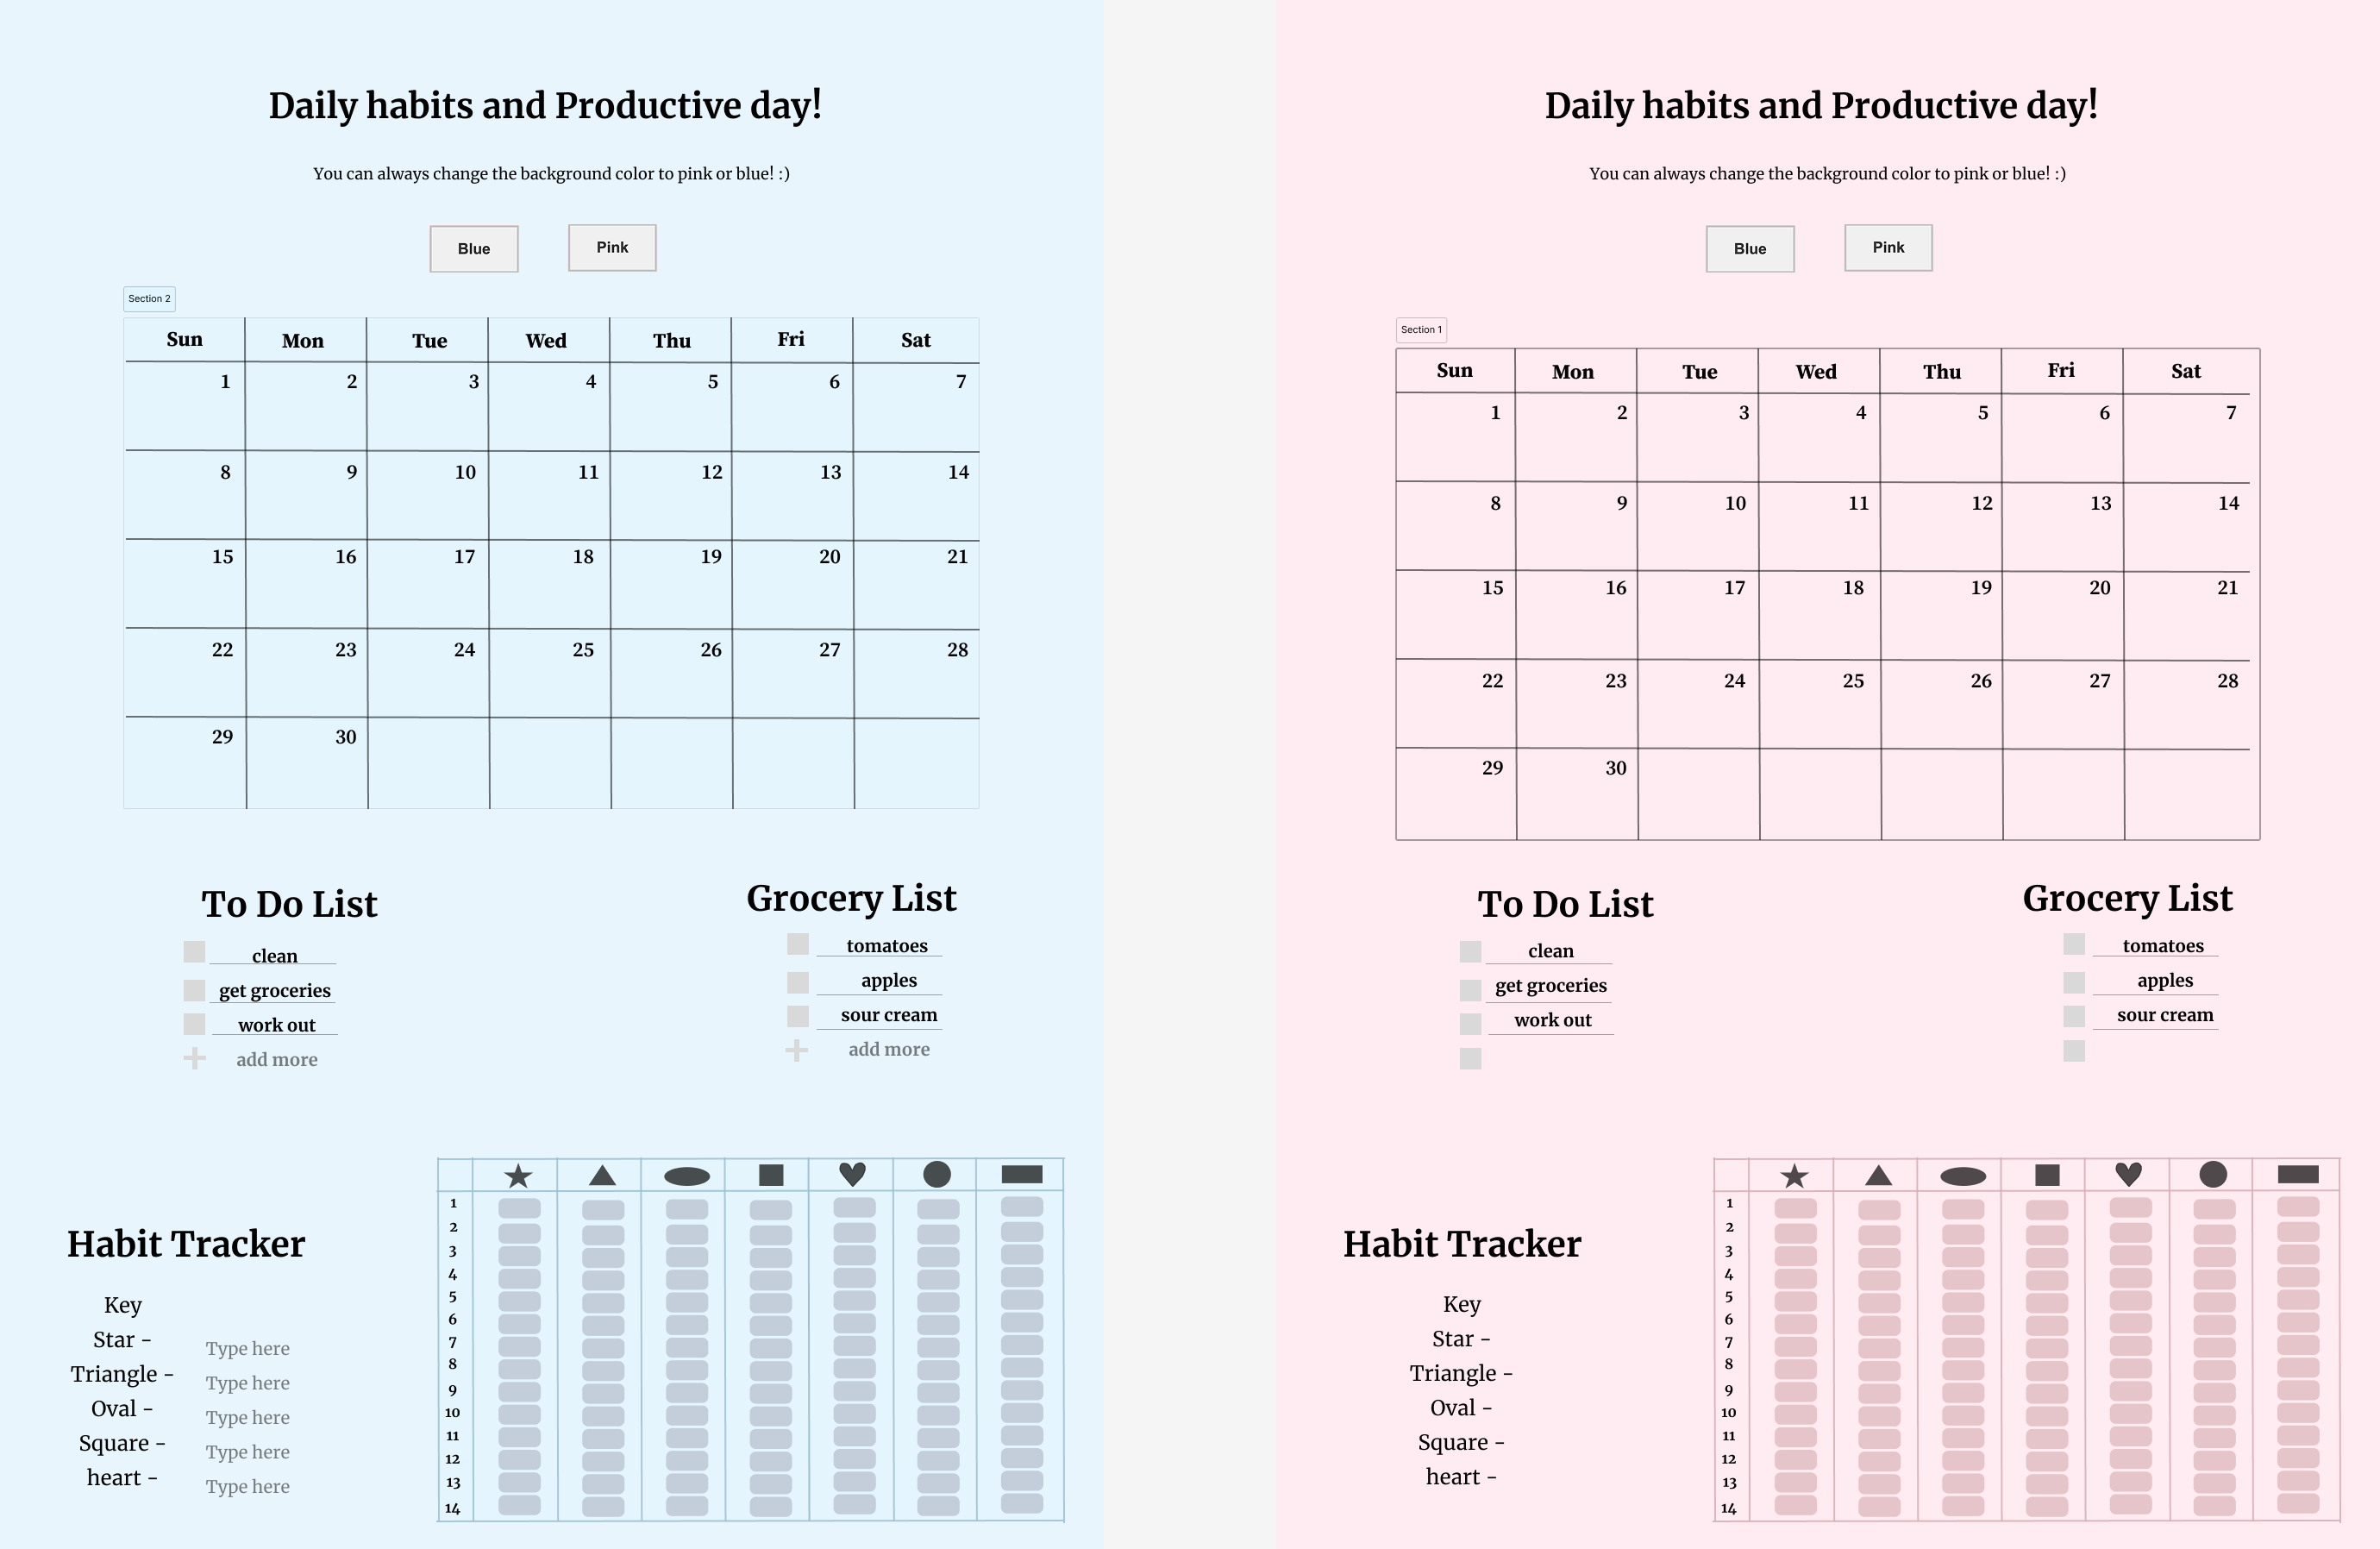 Daily habits and Productive day!
You can always change the background color to pink or blue! :)
Blue Pink
Section 2
Sun Mon Tue Wed Thu Fri Sat
1 2 3 4 5 6 7
8 9 10 11 12 13 14
15 16 17 18 19 20 21
22 23 24 25 26 27 28
29 30
To Do List
clean
get groceries
work out
add more
Grocery List
tomatoes
apples
sour cream
add more
Habit Tracker
Key
Star - Type here
Triangle - Type here
Oval - Type here
Square - Type here
heart - Type here
1
2
3
4
5
6
7
8
9
10
11
12
13
14
Daily habits and Productive day!
You can always change the background color to pink or blue! :)
Blue Pink
Section 1
Sun Mon Tue Wed Thu Fri Sat
1 2 3 4 5 6 7
8 9 10 11 12 13 14
15 16 17 18 19 20 21
22 23 24 25 26 27 28
29 30
To Do List
clean
get groceries
work out
Grocery List
tomatoes
apples
sour cream
Habit Tracker
Key
Star -
Triangle -
Oval -
Square -
heart -
1
2
3
4
5
6
7
8
9
10
11
12
13
14